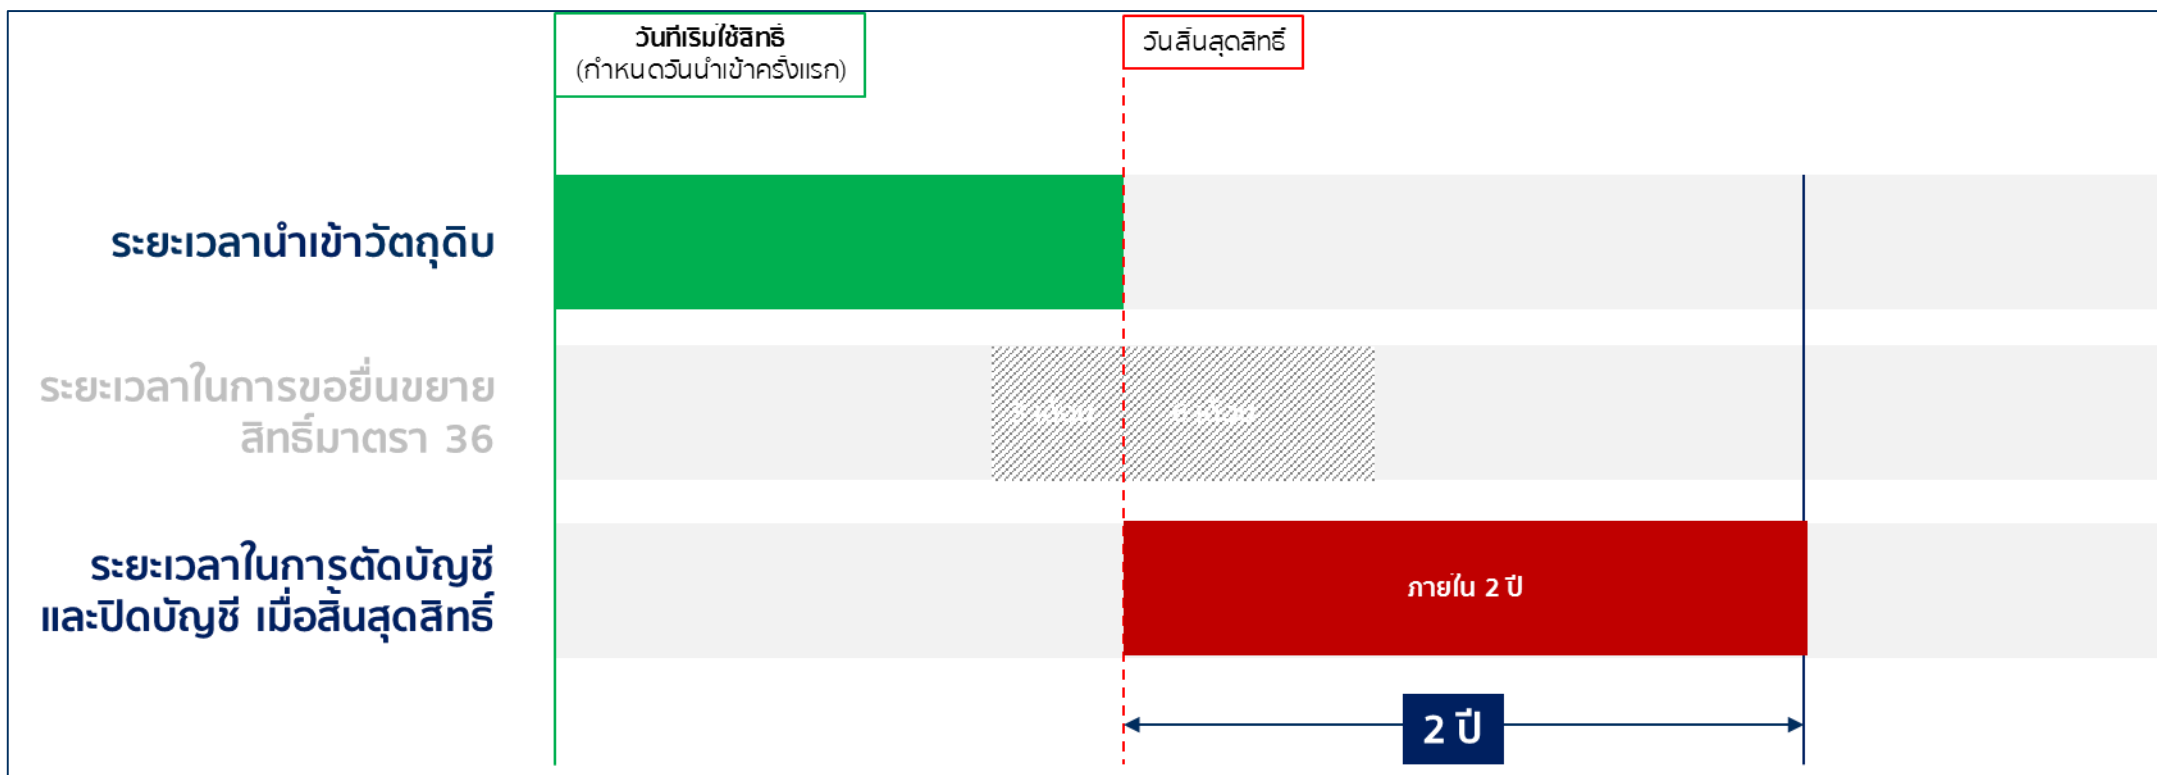 วันที่เริ่มใช้สิทธิ์
(กำหนดวันนำเข้าครั้งแรก)
วันสิ้นสุดสิทธิ์
ระยะเวลานำเข้าวัตถุดิบ
ระยะเวลาในการขอยื่นขยาย
สิทธิ์มาตรา 36
ระยะเวลาในการตัดบัญชี
และปิดบัญชี เมื่อสิ้นสุดสิทธิ์
ภายใน 2 ปี
2 ปี